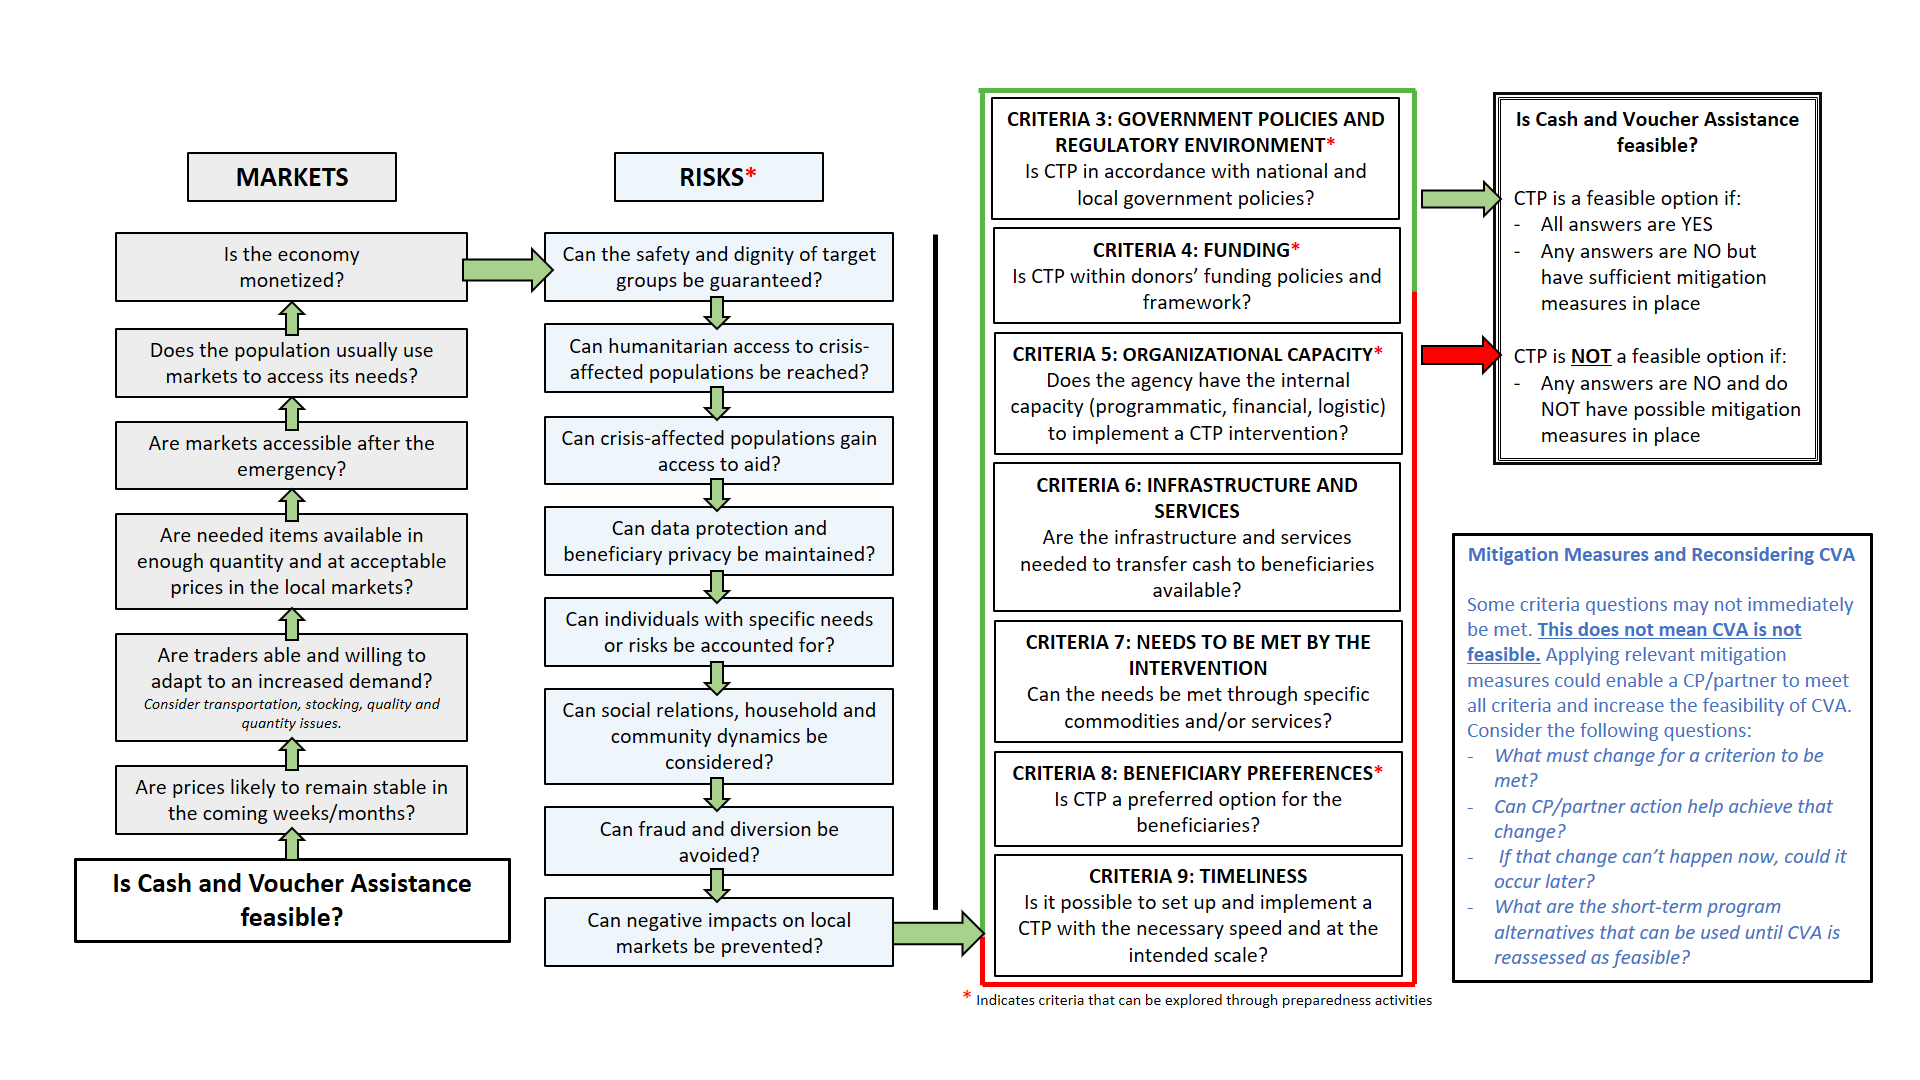 MARKETS
Is the economy
monetized?
Does the population usually use
markets to access its needs?
Are markets accessible after the
emergency?
Are needed items available in
enough quantity and at acceptable
prices in the local markets?
Are traders able and willing to
adapt to an increased demand?
Consider transportation, stocking, quality and
quantity issues.
Are prices likely to remain stable in
the coming weeks/months?
Is Cash and Voucher Assistance
feasible?
RISKS*
Can the safety and dignity of target
groups be guaranteed?
Can humanitarian access to crisis-
affected populations be reached?
Can crisis-affected populations gain
access to aid?
Can data protection and
beneficiary privacy be maintained?
Can individuals with specific needs
or risks be accounted for?
Can social relations, household and
community dynamics be
considered?
Can fraud and diversion be
avoided?
Can negative impacts on local
markets be prevented?
CRITERIA 3: GOVERNMENT POLICIES AND
REGULATORY ENVIRONMENT*
Is CTP in accordance with national and
local government policies?
CRITERIA 4: FUNDING*
Is CTP within donors’ funding policies and
framework?
CRITERIA 5: ORGANIZATIONAL CAPACITY*
Does the agency have the internal
capacity (programmatic, financial, logistic)
to implement a CTP intervention?
CRITERIA 6: INFRASTRUCTURE AND
SERVICES
Are the infrastructure and services
needed to transfer cash to beneficiaries
available?
CRITERIA 7: NEEDS TO BE MET BY THE
INTERVENTION
Can the needs be met through specific
commodities and/or services?
CRITERIA 8: BENEFICIARY PREFERENCES*
Is CTP a preferred option for the
beneficiaries?
CRITERIA 9: TIMELINESS
Is it possible to set up and implement a
CTP with the necessary speed and at the
intended scale?
* Indicates criteria that can be explored through preparedness activities
Is Cash and Voucher Assistance
feasible?
CTP is a feasible option if:
- All answers are YES
- Any answers are NO but
have sufficient mitigation
measures in place
CTP is NOT a feasible option if:
- Any answers are NO and do
NOT have possible mitigation
measures in place
Mitigation Measures and Reconsidering CVA
Some criteria questions may not immediately
be met. This does not mean CVA is not
feasible. Applying relevant mitigation
measures could enable a CP/partner to meet
all criteria and increase the feasibility of CVA.
Consider the following questions:
- What must change for a criterion to be
met?
- Can CP/partner action help achieve that
change?
- If that change can’t happen now, could it
occur later?
- What are the short-term program
alternatives that can be used until CVA is
reassessed as feasible?